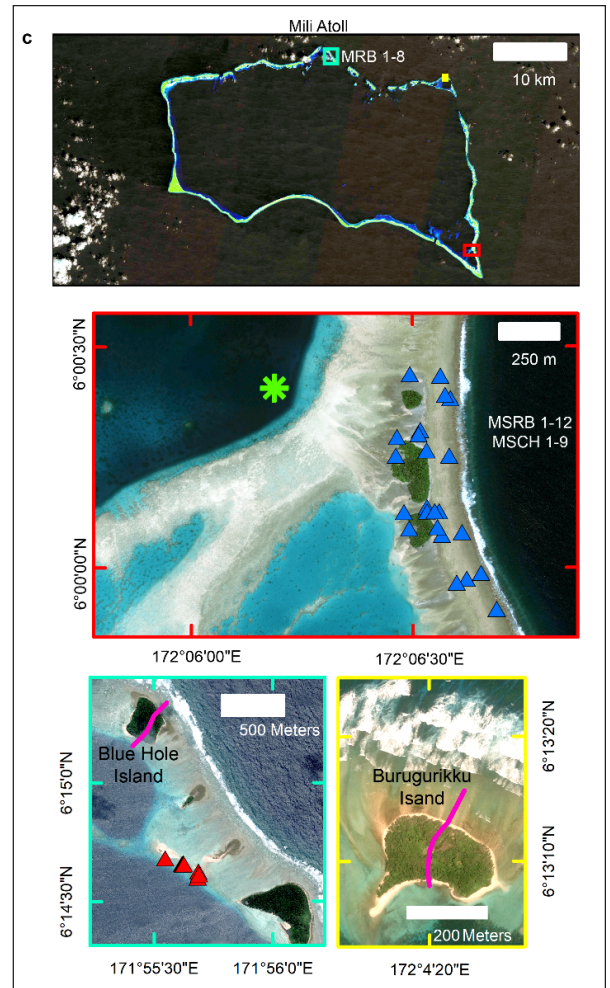 Mili Atoll
c
MRB 1-8
10 km
6°00'30"N
250 m
MSRB 1-12
MSCH 1-9
6°00'00"N
172°06'00"E
172°06'30"E
500 Meters
Blue Hole
Island
6°15'0"N
6°14'30"N
171°55'30"E
171°56'0"E
6°13'20"N
Burugurikku
Isand
6°13'10"N
200 Meters
172°4'20"E